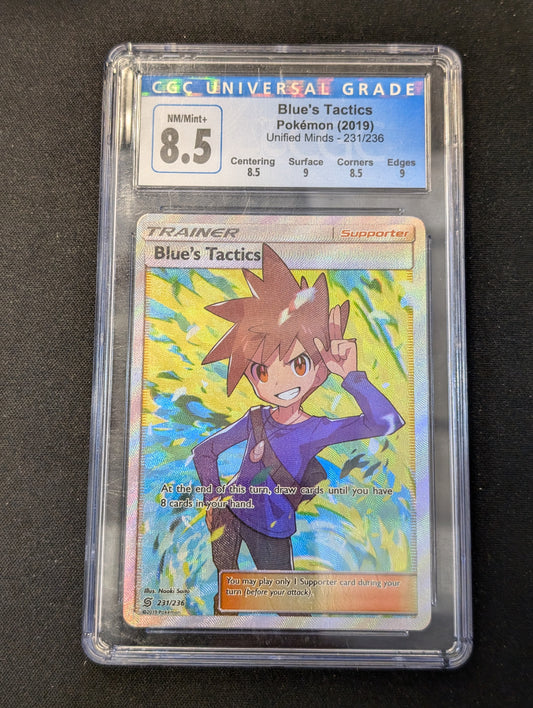 CGC UNIVERSAL GRADE
NM/Mint+
8.5
Blue's Tactics
Pokémon (2019)
Unified Minds - 231/236
Centering Surface Corners Edges
8.5 9 8.5 9
TRAINER Supporter
Blue's Tactics
At the end of this turn, draw cards until you have
8 cards in your hand.
You may play only 1 Supporter card during your
turn (before your attack).
Illus. Naoki Saito
231/236
©2019 Pokémon